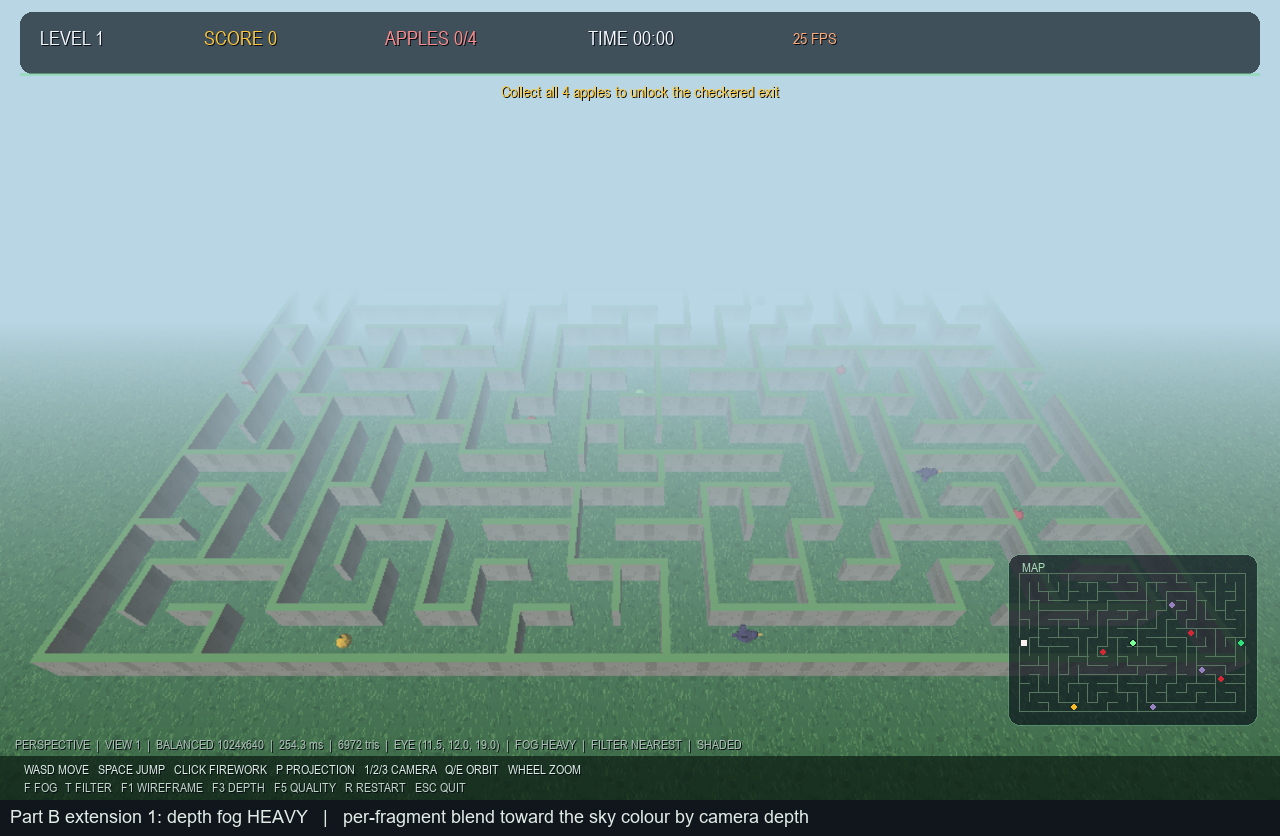 LEVEL 1 SCORE 0 APPLES 0/4 TIME 00:00 25 FPS
Collect all 4 apples to unlock the checkered exit
MAP
PERSPECTIVE | VIEW 1 | BALANCED 1024x640 | 254.3 ms | 6972 tris | EYE (11.5, 12.0, 19.0) | FOG HEAVY | FILTER NEAREST | SHADED
WASD MOVE SPACE JUMP CLICK FIREWORK P PROJECTION 1/2/3 CAMERA Q/E ORBIT WHEEL ZOOM
F FOG T FILTER F1 WIREFRAME F3 DEPTH F5 QUALITY R RESTART ESC QUIT
Part B extension 1: depth fog HEAVY | per-fragment blend toward the sky colour by camera depth